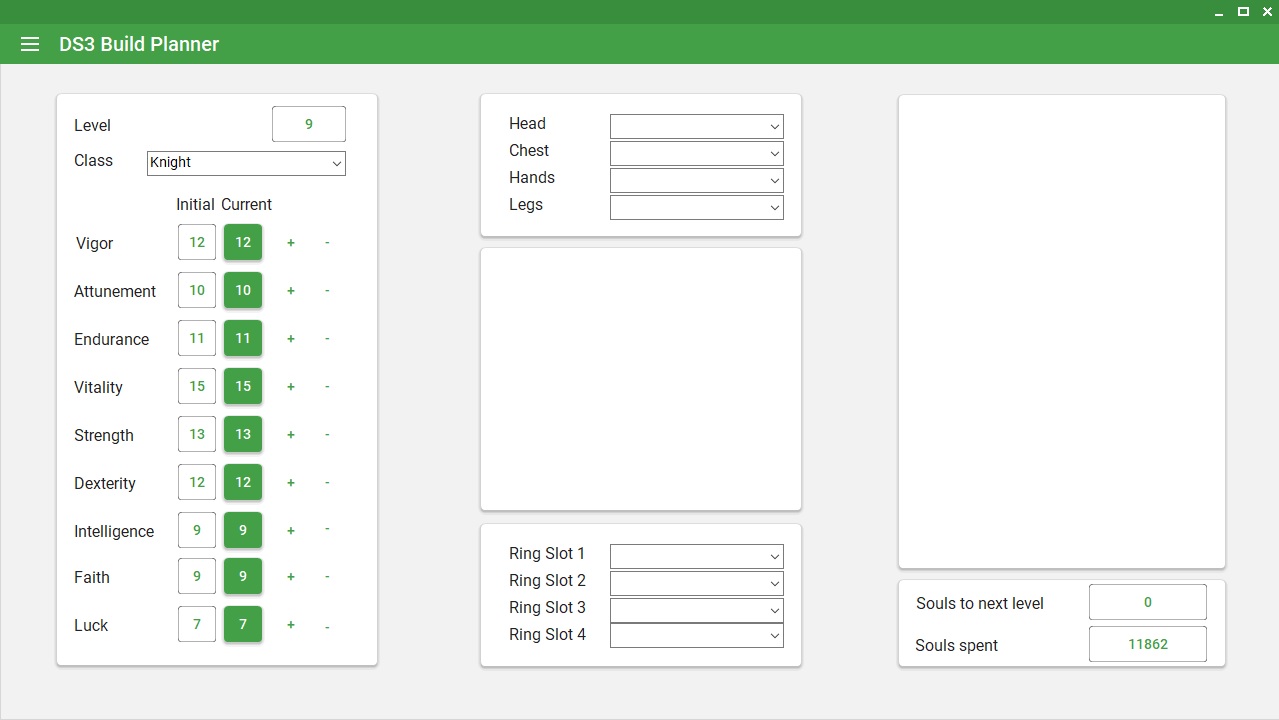 DS3 Build Planner
Level 9
Class Knight
Initial Current
Vigor 12 12 + -
Attunement 10 10 + -
Endurance 11 11 + -
Vitality 15 15 + -
Strength 13 13 + -
Dexterity 12 12 + -
Intelligence 9 9 + -
Faith 9 9 + -
Luck 7 7 + -
Head
Chest
Hands
Legs
Ring Slot 1
Ring Slot 2
Ring Slot 3
Ring Slot 4
Souls to next level 0
Souls spent 11862